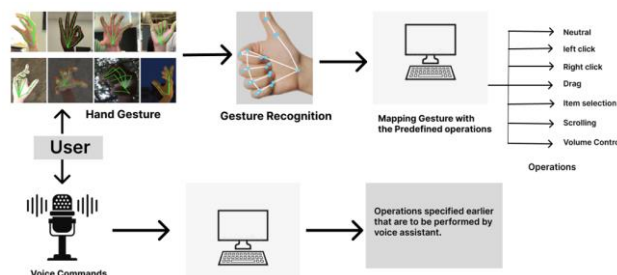 Neutral
left click
Right click
Drag
Item selection
Scrolling
Volume Control
Operations
Hand Gesture
Gesture Recognition
Mapping Gesture with
the Predefined operations
User
Voice Commands
Operations specified earlier
that are to be performed by
voice assistant.